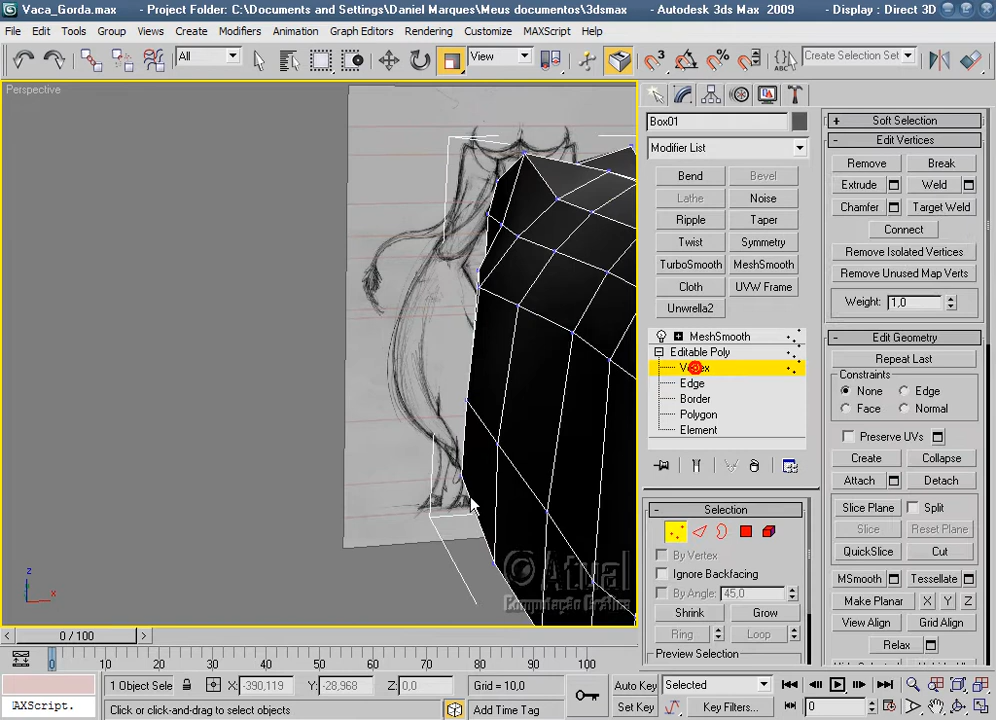 Vaca_Gorda.max - Project Folder: C:\Documents and Settings\Daniel Marques\Meus documentos\3dsmax - Autodesk 3ds Max 2009 - Display : Direct 3D
File Edit Tools Group Views Create Modifiers Animation Graph Editors Rendering Customize MAXScript Help
All View Create Selection Set
Perspective
Box01
Modifier List
Bend Bevel
Lathe Noise
Ripple Taper
Twist Symmetry
TurboSmooth MeshSmooth
Cloth UVW Frame
Unwrella2
MeshSmooth
Editable Poly
Vertex
Edge
Border
Polygon
Element
Selection
By Vertex
Ignore Backfacing
By Angle: 45,0
Shrink Grow
Ring Loop
Preview Selection
Soft Selection
Edit Vertices
Remove Break
Extrude Weld
Chamfer Target Weld
Connect
Remove Isolated Vertices
Remove Unused Map Verts
Weight: 1,0
Edit Geometry
Repeat Last
Constraints
None Edge
Face Normal
Preserve UVs
Create Collapse
Attach Detach
Slice Plane Split
Slice Reset Plane
QuickSlice Cut
MSmooth Tessellate
Make Planar X Y Z
View Align Grid Align
Relax
Atual
Computação Gráfica
z
x
0 / 100
0 10 20 30 40 50 60 70 80 90 100
1 Object Sele X: -390,119 Y: -28,968 Z: 0,0 Grid = 10,0 Auto Key Selected
AXScript. Click or click-and-drag to select objects Add Time Tag Set Key Key Filters... 0